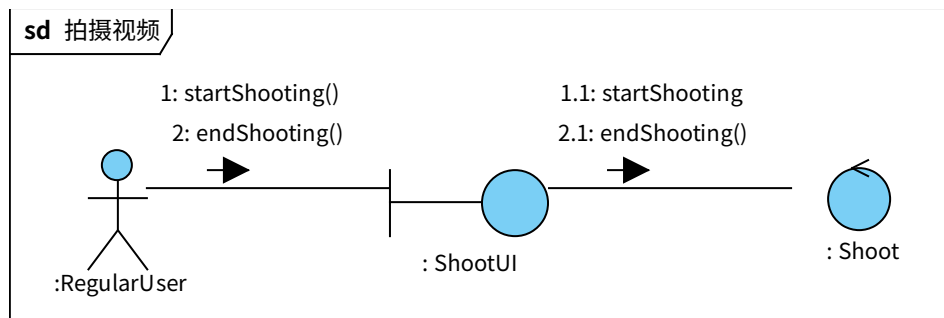 sd 拍摄视频
1: startShooting()
1.1: startShooting
2: endShooting()
2.1: endShooting()
: ShootUI
: Shoot
:RegularUser